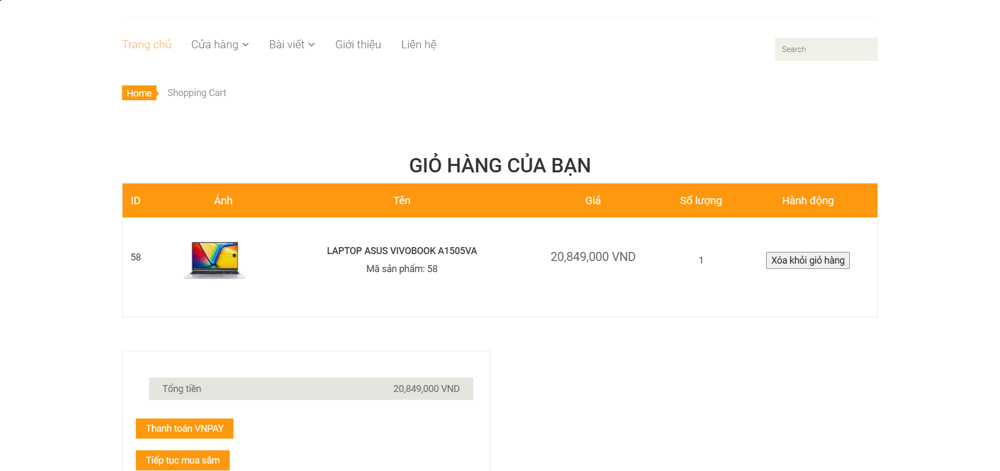 Trang chủ Cửa hàng Bài viết Giới thiệu Liên hệ Search
Home Shopping Cart
GIỎ HÀNG CỦA BẠN
ID Ảnh Tên Giá Số lượng Hành động
58 LAPTOP ASUS VIVOBOOK A1505VA 20,849,000 VND 1 Xóa khỏi giỏ hàng
Mã sản phẩm: 58
Tổng tiền 20,849,000 VND
Thanh toán VNPAY
Tiếp tục mua sắm